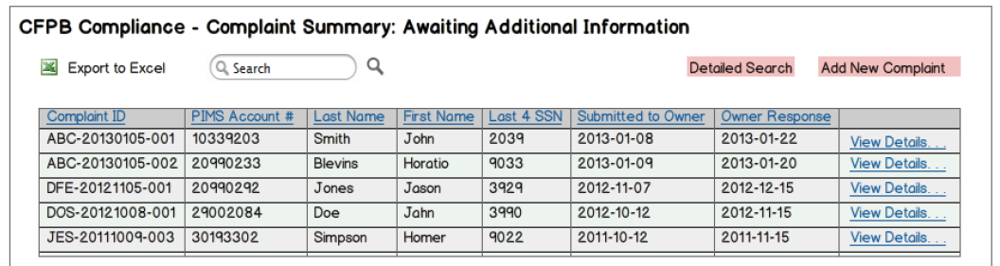 CFPB Compliance - Complaint Summary: Awaiting Additional Information
Export to Excel Search Detailed Search Add New Complaint
Complaint ID PIMS Account # Last Name First Name Last 4 SSN Submitted to Owner Owner Response
ABC-20130105-001 10339203 Smith John 2039 2013-01-08 2013-01-22 View Details. . .
ABC-20130105-002 20990233 Blevins Horatio 9033 2013-01-09 2013-01-20 View Details. . .
DFE-20121105-001 20990292 Jones Jason 3929 2012-11-07 2012-12-15 View Details. . .
DOS-20121008-001 29002084 Doe Jahn 3990 2012-10-12 2012-11-15 View Details. . .
JES-20111009-003 30193302 Simpson Homer 9022 2011-10-12 2011-11-15 View Details. . .